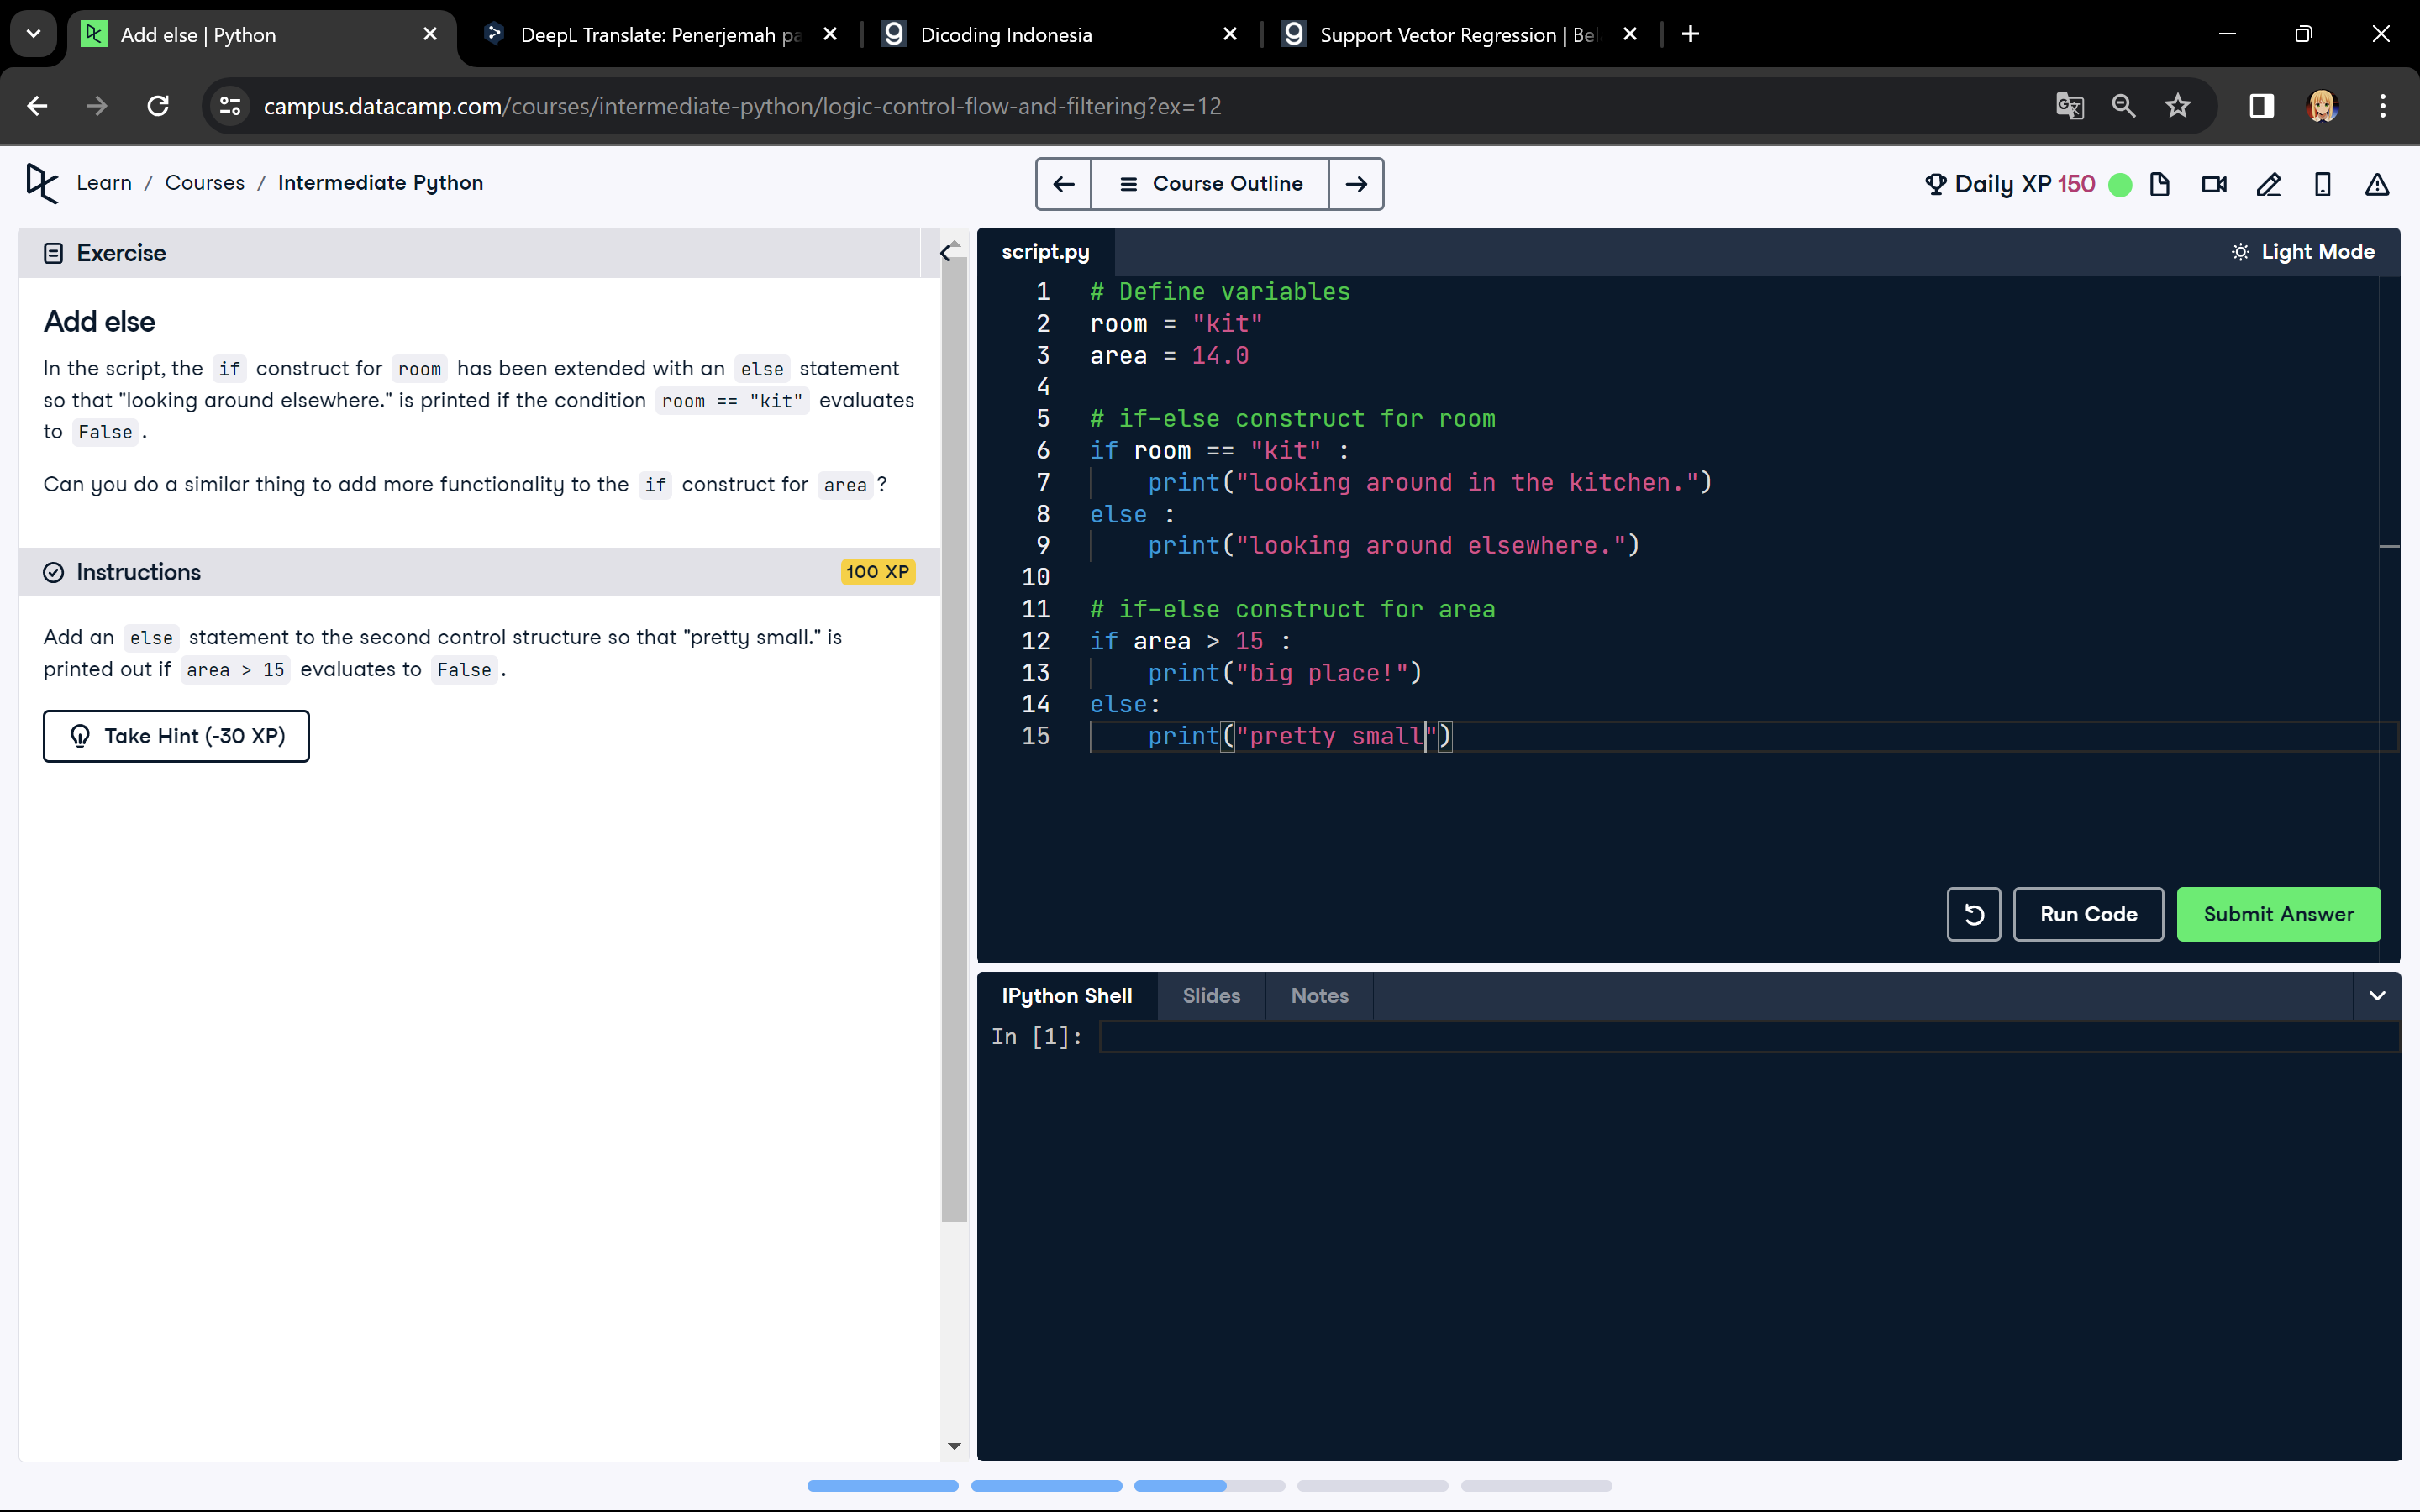 Add else | Python
DeepL Translate: Penerjemah pa
Dicoding Indonesia
Support Vector Regression | Bel
campus.datacamp.com/courses/intermediate-python/logic-control-flow-and-filtering?ex=12
Learn / Courses / Intermediate Python
Course Outline
Daily XP 150
Exercise
Add else
In the script, the if construct for room has been extended with an else statement
so that "looking around elsewhere." is printed if the condition room == "kit" evaluates
to False.
Can you do a similar thing to add more functionality to the if construct for area?
Instructions
100 XP
Add an else statement to the second control structure so that "pretty small." is
printed out if area > 15 evaluates to False.
Take Hint (-30 XP)
script.py
Light Mode
1 # Define variables
2 room = "kit"
3 area = 14.0
4
5 # if-else construct for room
6 if room == "kit" :
7     print("looking around in the kitchen.")
8 else :
9     print("looking around elsewhere.")
10
11 # if-else construct for area
12 if area > 15 :
13     print("big place!")
14 else:
15     print("pretty small")
Run Code
Submit Answer
IPython Shell
Slides
Notes
In [1]: